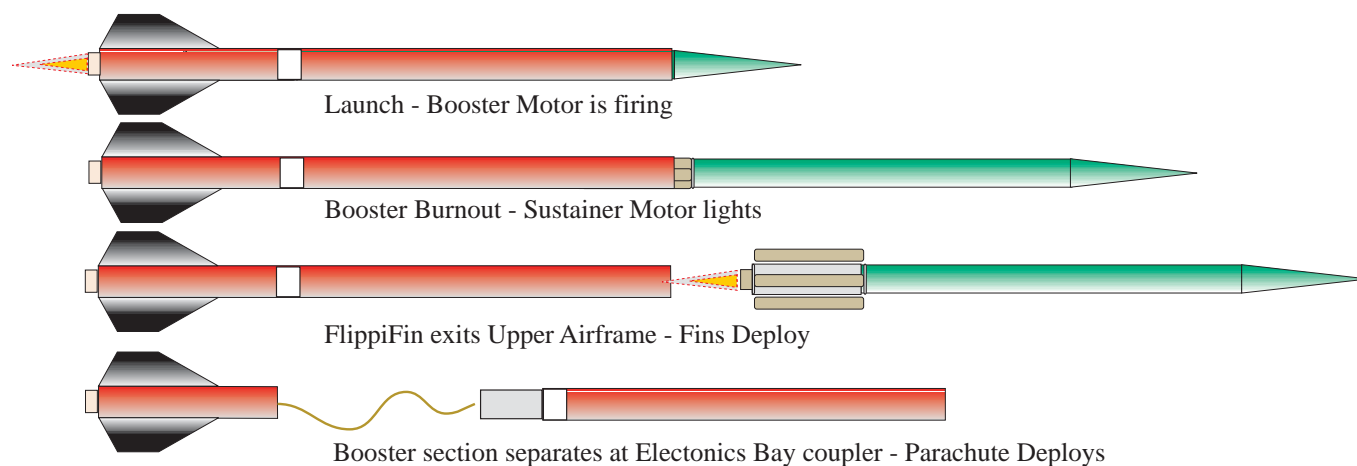 Launch - Booster Motor is firing
Booster Burnout - Sustainer Motor lights
FlippiFin exits Upper Airframe - Fins Deploy
Booster section separates at Electonics Bay coupler - Parachute Deploys